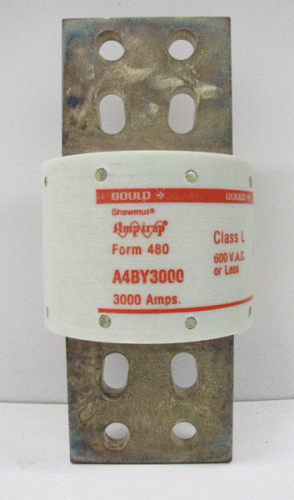 GOULD GOULD
Shawmut®
Amp-trap®
Form 480
A4BY3000
3000 Amps.
Class L
600 V.A.C.
or Less